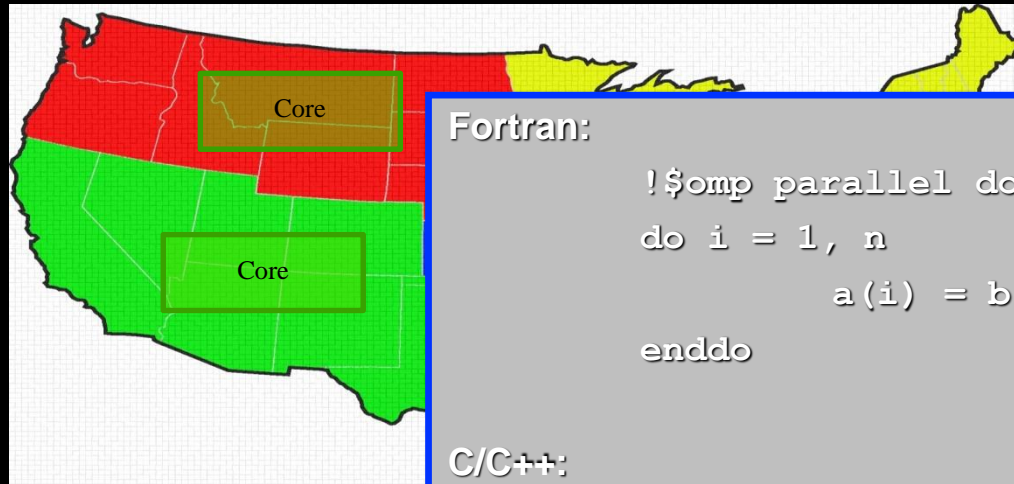 Core
Core
Fortran:
!$omp parallel do
do i = 1, n
a(i) = b
enddo
C/C++: